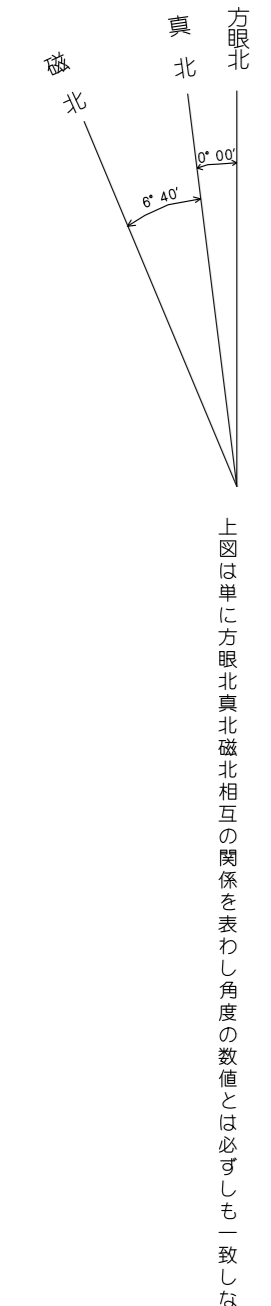 方眼北
真北
磁北
0° 00′
6° 40′
上図は単に方眼北真北磁北相互の関係を表わし角度の数値とは必ずしも一致しな